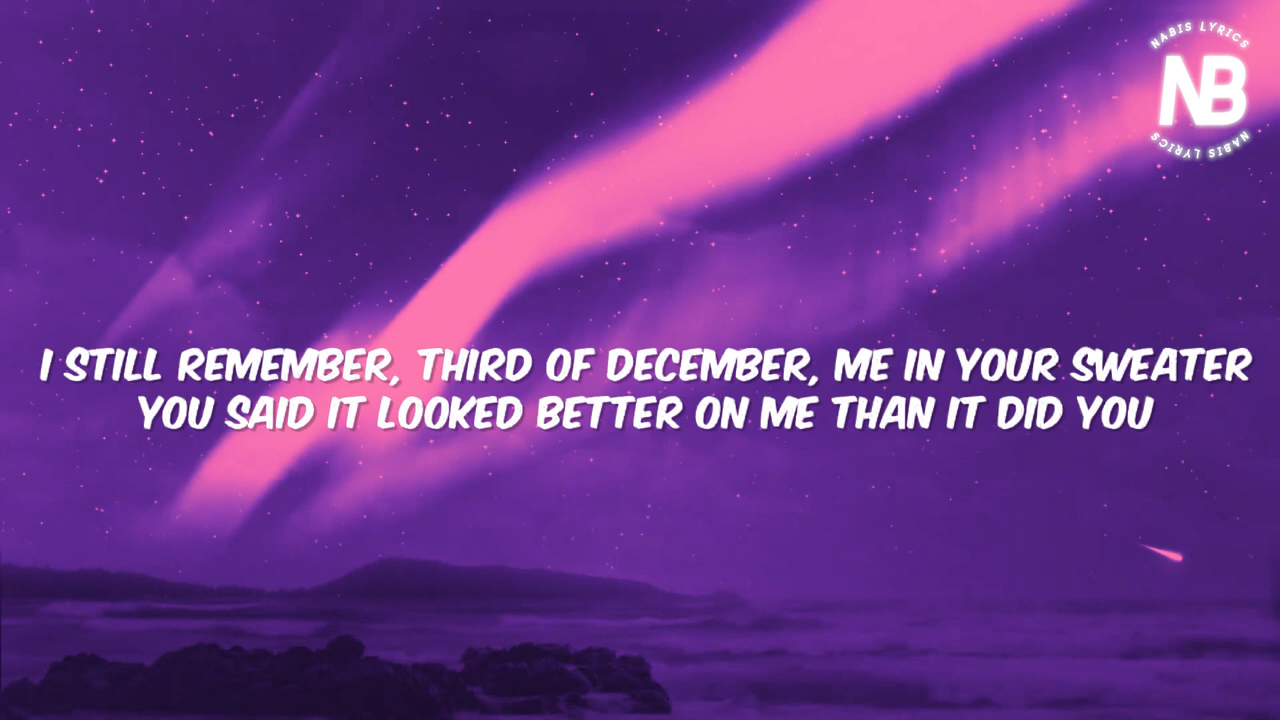 NABIS LYRICS
NB
NABIS LYRICS
I STILL REMEMBER, THIRD OF DECEMBER, ME IN YOUR SWEATER
YOU SAID IT LOOKED BETTER ON ME THAN IT DID YOU